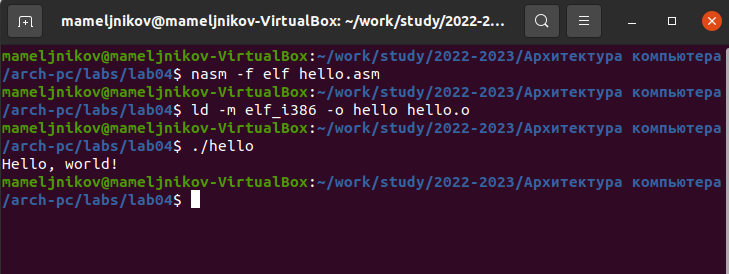 mameljnikov@mameljnikov-VirtualBox: ~/work/study/2022-2...
mameljnikov@mameljnikov-VirtualBox:~/work/study/2022-2023/Архитектура компьютера
/arch-pc/labs/lab04$ nasm -f elf hello.asm
mameljnikov@mameljnikov-VirtualBox:~/work/study/2022-2023/Архитектура компьютера
/arch-pc/labs/lab04$ ld -m elf_i386 -o hello hello.o
mameljnikov@mameljnikov-VirtualBox:~/work/study/2022-2023/Архитектура компьютера
/arch-pc/labs/lab04$ ./hello
Hello, world!
mameljnikov@mameljnikov-VirtualBox:~/work/study/2022-2023/Архитектура компьютера
/arch-pc/labs/lab04$